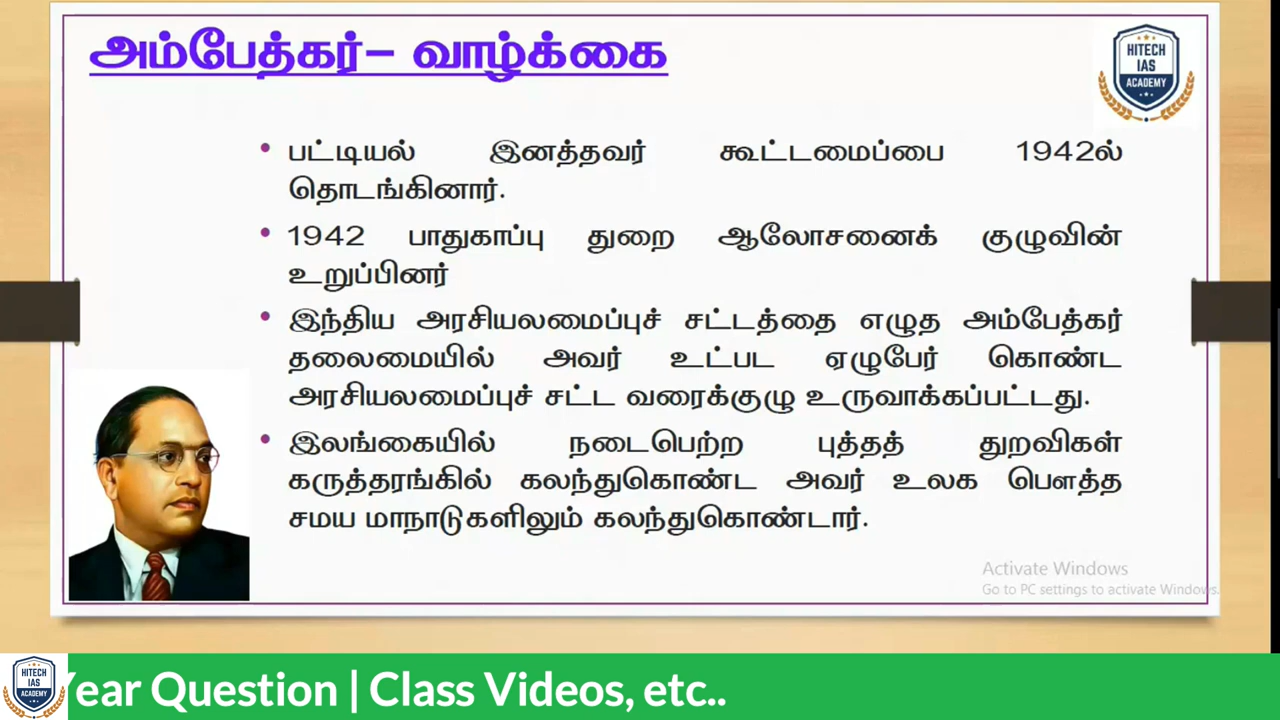 அம்பேத்கர்– வாழ்க்கை
HITECH
IAS
ACADEMY
• பட்டியல் இனத்தவர் கூட்டமைப்பை 1942ல்
தொடங்கினார்.
• 1942 பாதுகாப்பு துறை ஆலோசனைக் குழுவின்
உறுப்பினர்
• இந்திய அரசியலமைப்புச் சட்டத்தை எழுத அம்பேத்கர்
தலைமையில் அவர் உட்பட ஏழுபேர் கொண்ட
அரசியலமைப்புச் சட்ட வரைக்குழு உருவாக்கப்பட்டது.
• இலங்கையில் நடைபெற்ற புத்தத் துறவிகள்
கருத்தரங்கில் கலந்துகொண்ட அவர் உலக பௌத்த
சமய மாநாடுகளிலும் கலந்துகொண்டார்.
Activate Windows
Go to PC settings to activate Windows.
HITECH
IAS
ACADEMY
Year Question | Class Videos, etc..